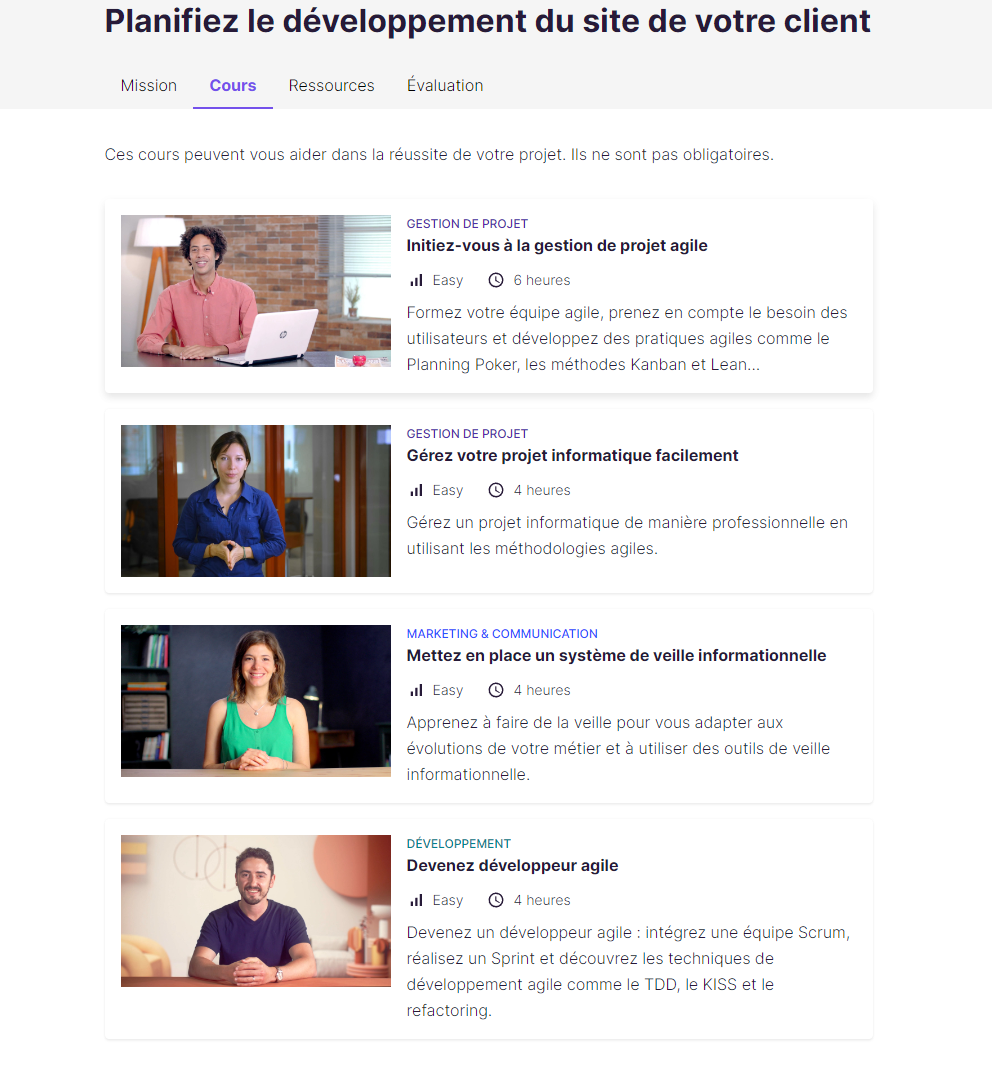 Planifiez le développement du site de votre client
Mission
Cours
Ressources
Évaluation
Ces cours peuvent vous aider dans la réussite de votre projet. Ils ne sont pas obligatoires.
GESTION DE PROJET
Initiez-vous à la gestion de projet agile
Easy
6 heures
Formez votre équipe agile, prenez en compte le besoin des
utilisateurs et développez des pratiques agiles comme le
Planning Poker, les méthodes Kanban et Lean...
GESTION DE PROJET
Gérez votre projet informatique facilement
Easy
4 heures
Gérez un projet informatique de manière professionnelle en
utilisant les méthodologies agiles.
MARKETING & COMMUNICATION
Mettez en place un système de veille informationnelle
Easy
4 heures
Apprenez à faire de la veille pour vous adapter aux
évolutions de votre métier et à utiliser des outils de veille
informationnelle.
DÉVELOPPEMENT
Devenez développeur agile
Easy
4 heures
Devenez un développeur agile : intégrez une équipe Scrum,
réalisez un Sprint et découvrez les techniques de
développement agile comme le TDD, le KISS et le
refactoring.